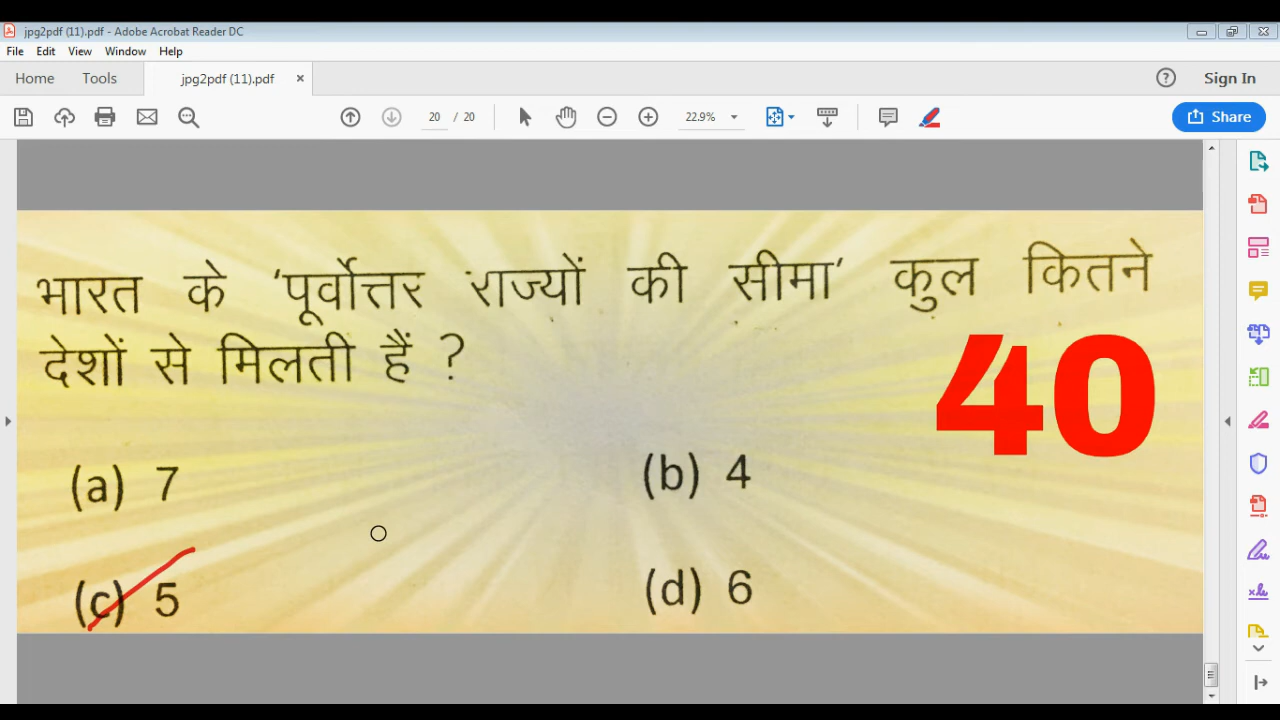 jpg2pdf (11).pdf - Adobe Acrobat Reader DC
File Edit View Window Help
Home Tools jpg2pdf (11).pdf × Sign In
20 / 20 22.9% Share
भारत के 'पूर्वोत्तर राज्यों की सीमा' कुल कितने
देशों से मिलती हैं ?
40
(a) 7 (b) 4
(c) 5 (d) 6